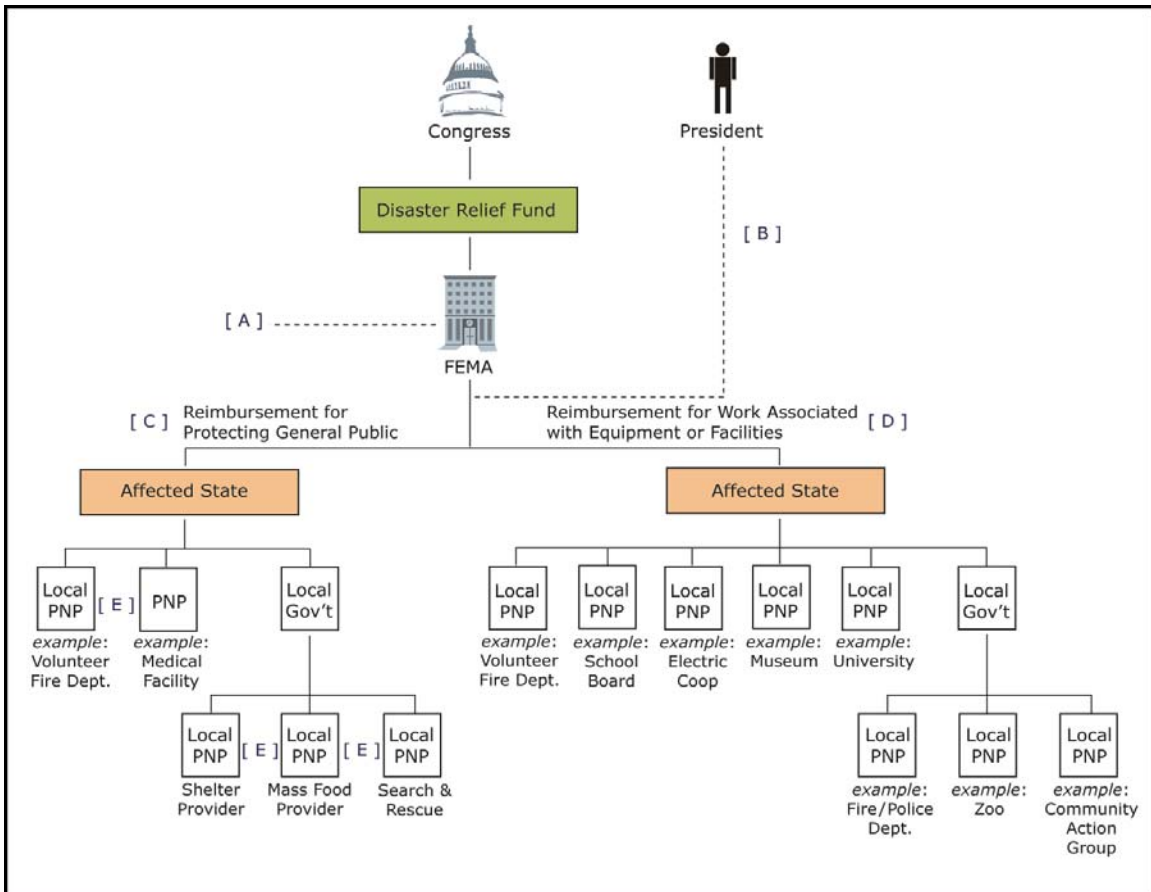 Congress
President
Disaster Relief Fund
[ B ]
[ A ]
FEMA
[ C ]
Reimbursement for
Protecting General Public
Reimbursement for Work Associated
with Equipment or Facilities
[ D ]
Affected State
Affected State
Local
PNP
[ E ]
PNP
Local
Gov't
example:
Volunteer
Fire Dept.
example:
Medical
Facility
Local
PNP
Local
PNP
Local
PNP
Local
PNP
Local
PNP
Local
Gov't
example:
Volunteer
Fire Dept.
example:
School
Board
example:
Electric
Coop
example:
Museum
example:
University
Local
PNP
[ E ]
Local
PNP
[ E ]
Local
PNP
Shelter
Provider
Mass Food
Provider
Search &
Rescue
Local
PNP
Local
PNP
Local
PNP
example:
Fire/Police
Dept.
example:
Zoo
example:
Community
Action
Group